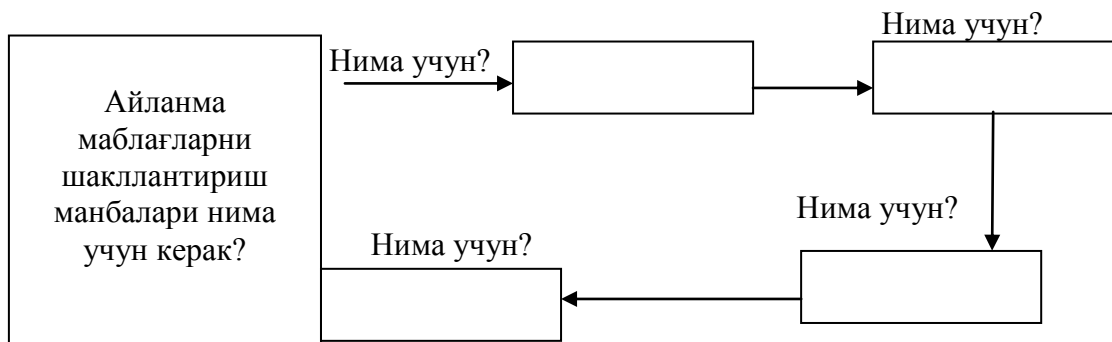 Айланма
маблағларни
шакллантириш
манбалари нима
учун керак?
Нима учун?
Нима учун?
Нима учун?
Нима учун?